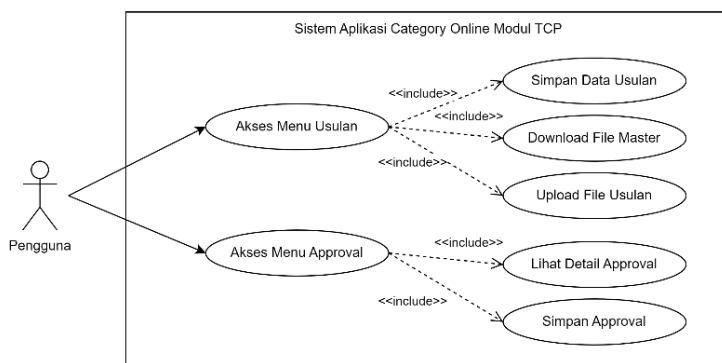 Sistem Aplikasi Category Online Modul TCP
Simpan Data Usulan
<<include>>
<<include>>
Akses Menu Usulan
Download File Master
<<include>>
Upload File Usulan
Pengguna
Akses Menu Approval
<<include>>
Lihat Detail Approval
<<include>>
Simpan Approval